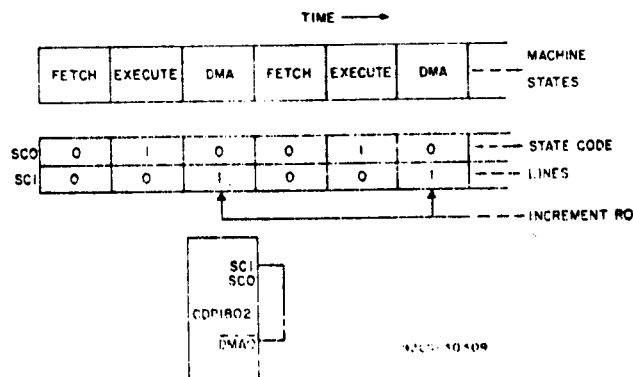 TIME
FETCH EXECUTE DMA FETCH EXECUTE DMA
MACHINE
STATES
SC0 0 1 0 0 1 0 STATE CODE
SC1 0 0 1 0 0 1 LINES
INCREMENT R0
SC1
SC0
CDP1802
DMAO